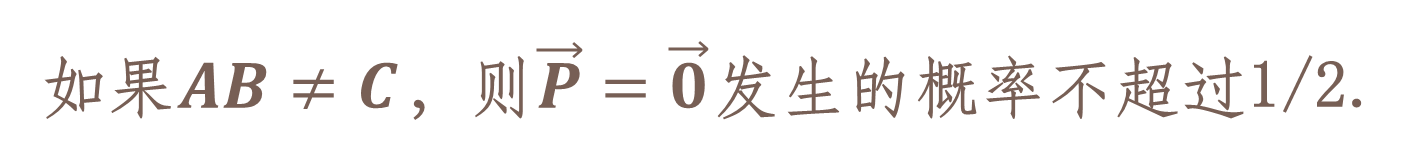 如果𝑨𝑩 ≠ 𝑪，则𝑷⃗ = 𝟎⃗发生的概率不超过1/2.